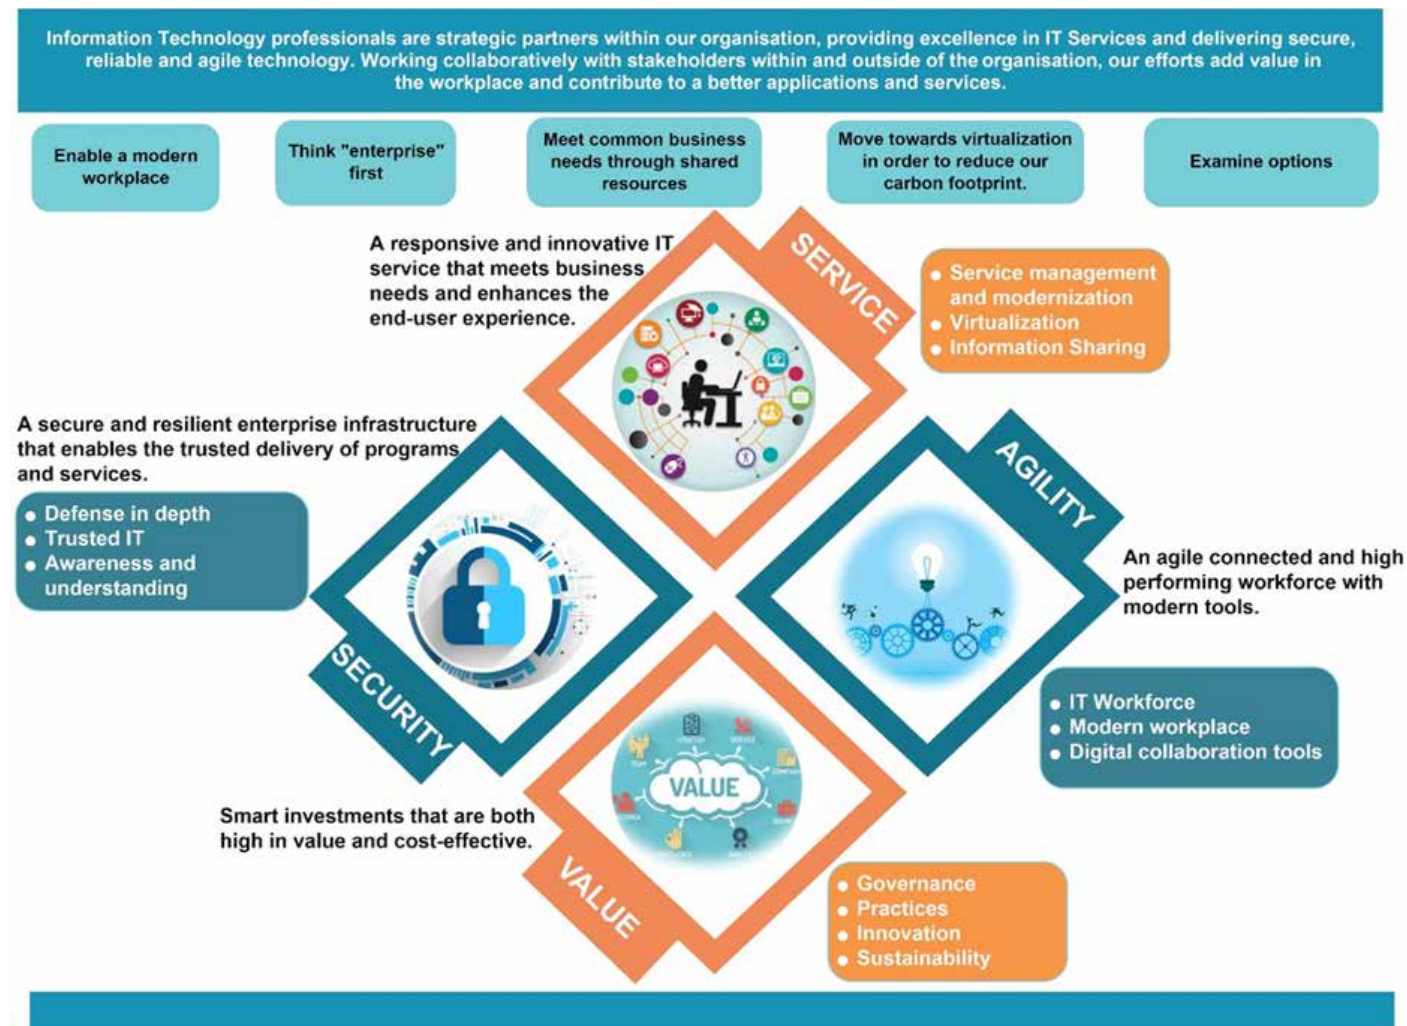 Information Technology professionals are strategic partners within our organisation, providing excellence in IT Services and delivering secure,
reliable and agile technology. Working collaboratively with stakeholders within and outside of the organisation, our efforts add value in
the workplace and contribute to a better applications and services.
Enable a modern
workplace
Think "enterprise"
first
Meet common business
needs through shared
resources
Move towards virtualization
in order to reduce our
carbon footprint.
Examine options
A responsive and innovative IT
service that meets business
needs and enhances the
end-user experience.
SERVICE
Service management
and modernization
Virtualization
Information Sharing
A secure and resilient enterprise infrastructure
that enables the trusted delivery of programs
and services.
Defense in depth
Trusted IT
Awareness and
understanding
SECURITY
AGILITY
An agile connected and high
performing workforce with
modern tools.
IT Workforce
Modern workplace
Digital collaboration tools
Smart investments that are both
high in value and cost-effective.
VALUE
STRATEGY
SERVICE
TEAM
VALUE
Governance
Practices
Innovation
Sustainability